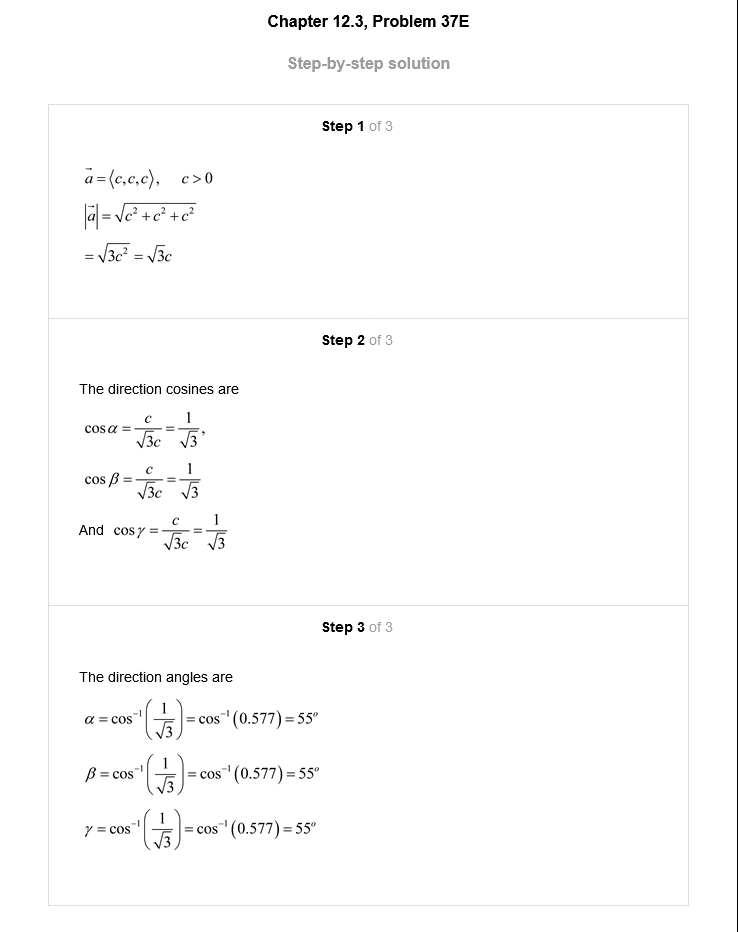 Chapter 12.3, Problem 37E
Step-by-step solution
Step 1 of 3
$\vec{a} = \langle c, c, c \rangle, \quad c > 0$
$|\vec{a}| = \sqrt{c^2 + c^2 + c^2}$
$= \sqrt{3c^2} = \sqrt{3}c$
Step 2 of 3
The direction cosines are
$\cos \alpha = \frac{c}{\sqrt{3}c} = \frac{1}{\sqrt{3}},$
$\cos \beta = \frac{c}{\sqrt{3}c} = \frac{1}{\sqrt{3}}$
And $\cos \gamma = \frac{c}{\sqrt{3}c} = \frac{1}{\sqrt{3}}$
Step 3 of 3
The direction angles are
$\alpha = \cos^{-1}\left(\frac{1}{\sqrt{3}}\right) = \cos^{-1}(0.577) = 55^o$
$\beta = \cos^{-1}\left(\frac{1}{\sqrt{3}}\right) = \cos^{-1}(0.577) = 55^o$
$\gamma = \cos^{-1}\left(\frac{1}{\sqrt{3}}\right) = \cos^{-1}(0.577) = 55^o$